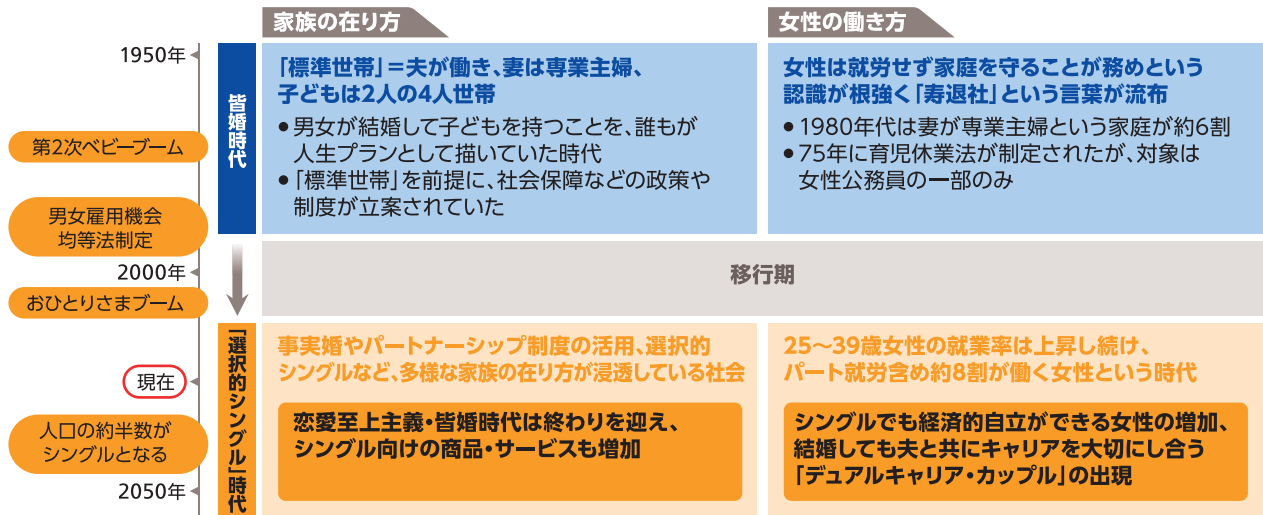 家族の在り方
女性の働き方
1950年
第2次ベビーブーム
男女雇用機会
均等法制定
2000年
おひとりさまブーム
現在
人口の約半数が
シングルとなる
2050年
皆婚時代
「標準世帯」=夫が働き、妻は専業主婦、
子どもは2人の4人世帯
●男女が結婚して子どもを持つことを、誰もが
人生プランとして描いていた時代
●「標準世帯」を前提に、社会保障などの政策や
制度が立案されていた
女性は就労せず家庭を守ることが務めという
認識が根強く「寿退社」という言葉が流布
●1980年代は妻が専業主婦という家庭が約6割
●75年に育児休業法が制定されたが、対象は
女性公務員の一部のみ
移行期
「選択的シングル」時代
事実婚やパートナーシップ制度の活用、選択的
シングルなど、多様な家族の在り方が浸透している社会
恋愛至上主義・皆婚時代は終わりを迎え、
シングル向けの商品・サービスも増加
25〜39歳女性の就業率は上昇し続け、
パート就労含め約8割が働く女性という時代
シングルでも経済的自立ができる女性の増加、
結婚しても夫と共にキャリアを大切にし合う
「デュアルキャリア・カップル」の出現